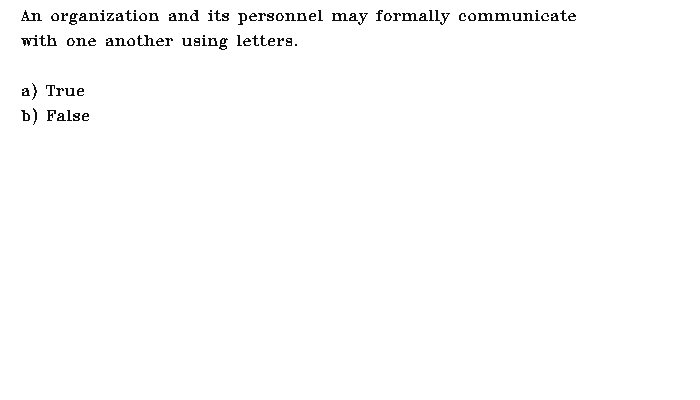 An organization and its personnel may formally communicate
with one another using letters.
a) True
b) False